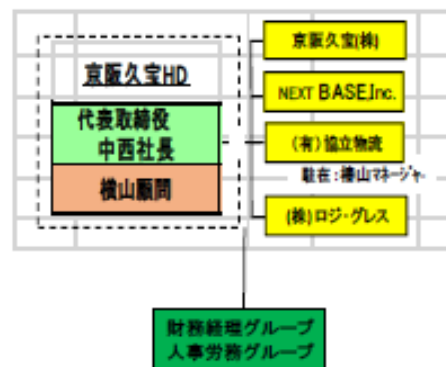 京阪久宝HD
代表取締役
中西社長
横山顧問
京阪久宝(株)
NEXT BASE,Inc.
(有)協立物流
駐在:檜山マネージャ
(株)ロジ・グレス
財務経理グループ
人事労務グループ